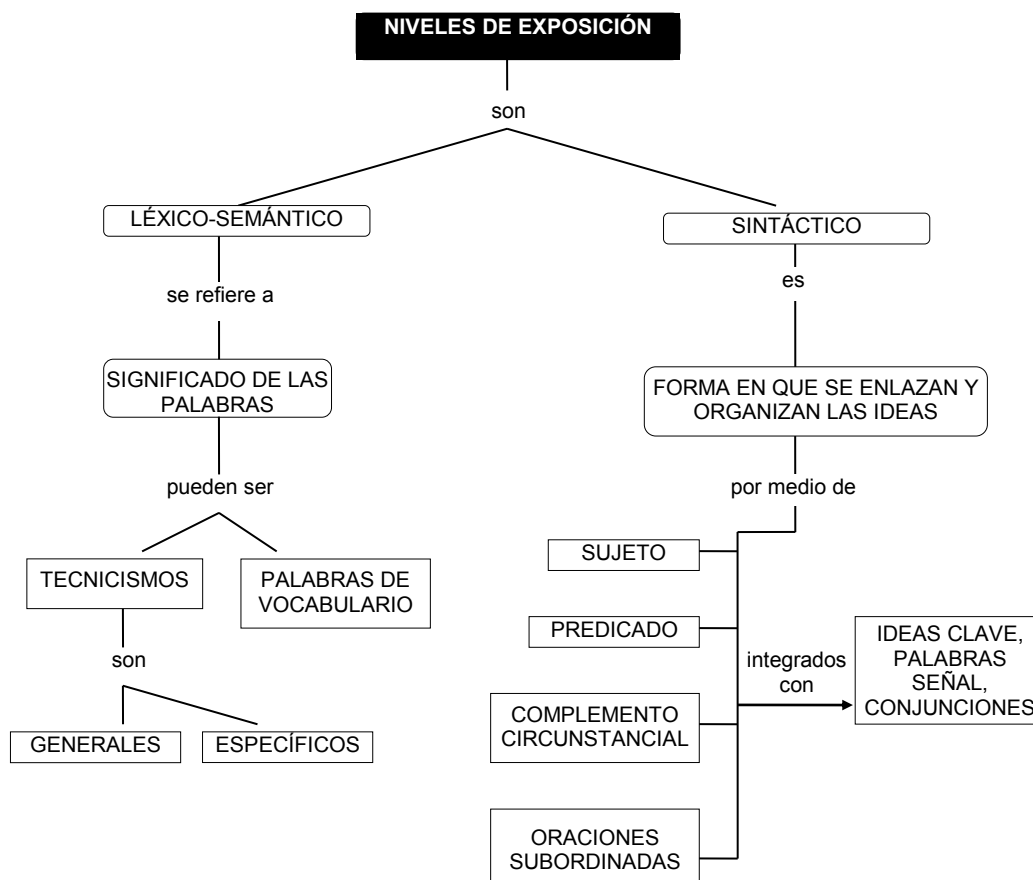 NIVELES DE EXPOSICIÓN
son
LÉXICO-SEMÁNTICO
se refiere a
SIGNIFICADO DE LAS
PALABRAS
pueden ser
TECNICISMOS
PALABRAS DE
VOCABULARIO
son
GENERALES
ESPECÍFICOS
SINTÁCTICO
es
FORMA EN QUE SE ENLAZAN Y
ORGANIZAN LAS IDEAS
por medio de
SUJETO
PREDICADO
COMPLEMENTO
CIRCUNSTANCIAL
ORACIONES
SUBORDINADAS
integrados
con
IDEAS CLAVE,
PALABRAS
SEÑAL,
CONJUNCIONES